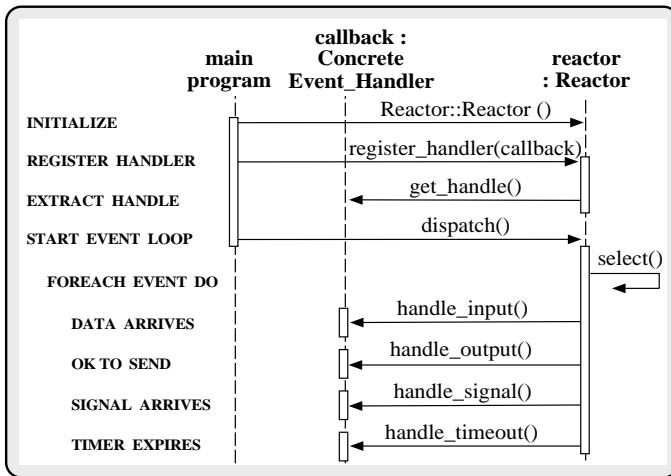 main
program
callback :
Concrete
Event_Handler
reactor
: Reactor
INITIALIZE
Reactor::Reactor ()
REGISTER HANDLER
register_handler(callback)
EXTRACT HANDLE
get_handle()
START EVENT LOOP
dispatch()
select()
FOREACH EVENT DO
DATA ARRIVES
handle_input()
OK TO SEND
handle_output()
SIGNAL ARRIVES
handle_signal()
TIMER EXPIRES
handle_timeout()